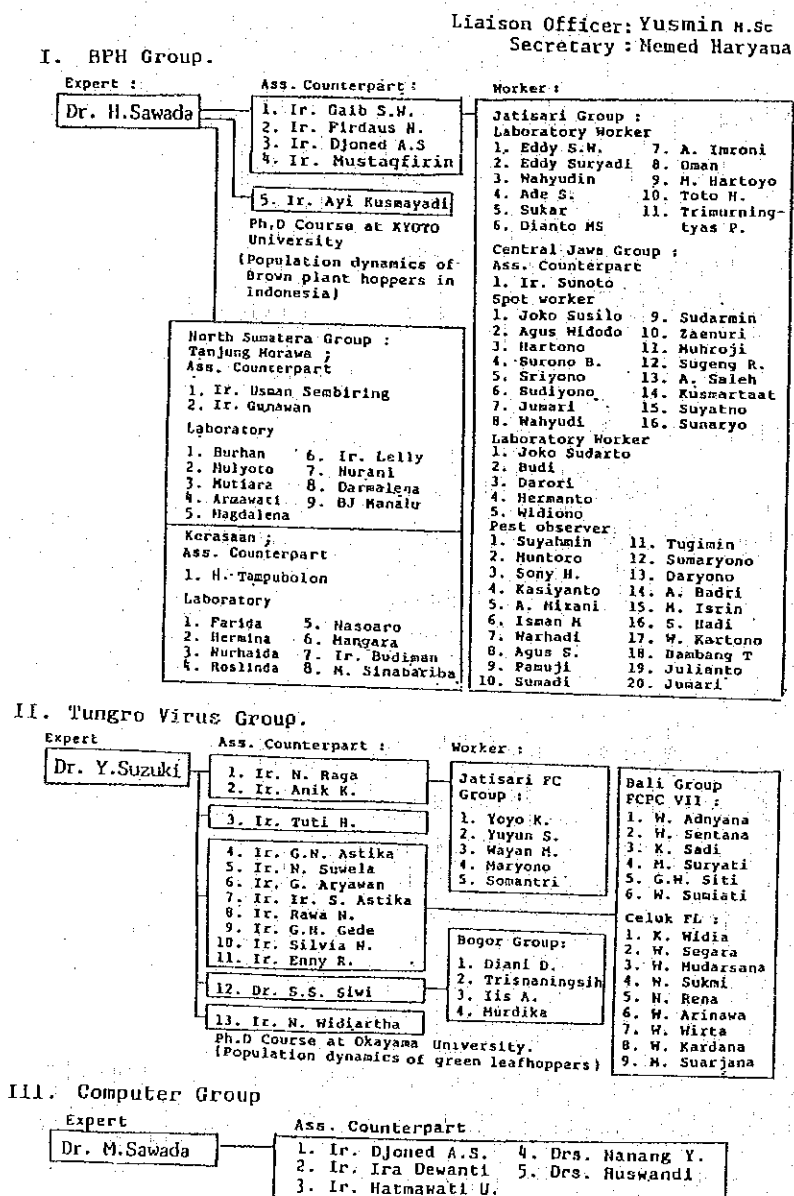 Liaison Officer: Yusmin M.Sc
Secretary : Memed Haryana
I. BPH Group.
Expert :
Dr. H.Sawada
Ass. Counterpart :
1. Ir. Gaib S.W.
2. Ir. Firdaus N.
3. Ir. Djoned A.S
4. Ir. Mustaqfirin
5. Ir. Ayi Kusmayadi
Ph,D Course at KYOTO
University
(Population dynamics of
Brown plant hoppers in
indonesia)
North Sumatera Group :
Tanjung Morawa ;
Ass. Counterpart
1. Ir. Usman Sembiring
2. Ir. Gunawan
Laboratory
1. Burhan 6. Ir. Lelly
2. Mulyoto 7. Nurani
3. Mutiara 8. Darmalena
4. Armawati 9. BJ Manalu
5. Magdalena
Kerasaan ;
Ass. Counterpart
1. H. Tampubolon
Laboratory
1. Farida 5. Nasoaro
2. Hermina 6. Mangara
3. Nurhaida 7. Ir. Budiman
4. Roslinda 8. M. Sinabariba
Worker :
Jatisari Group :
Laboratory Worker
1. Eddy S.W. 7. A. Imroni
2. Eddy Suryadi 8. Oman
3. Wahyudin 9. M. Hartoyo
4. Ade S. 10. Toto H.
5. Sukar 11. Trimurning-
6. Dianto MS tyas P.
Central Jawa Group :
Ass. Counterpart
1. Ir. Sunoto
Spot worker
1. Joko Susilo 9. Sudarmin
2. Agus Widodo 10. Zaenuri
3. Hartono 11. Muhroji
4. Surono B. 12. Sugeng R.
5. Sriyono 13. A. Saleh
6. Sudiyono 14. Kusmartaat
7. Jumari 15. Suyatno
8. Wahyudi 16. Sunaryo
Laboratory Worker
1. Joko Sudarto
2. Budi
3. Darori
4. Hermanto
5. Widiono
Pest observer
1. Suyahmin 11. Tugimin
2. Muntoro 12. Sumaryono
3. Sony H. 13. Daryono
4. Kasiyanto 14. A. Badri
5. A. Mirani 15. M. Isrin
6. Isman M 16. S. Hadi
7. Warhadi 17. W. Kartono
8. Agus S. 18. Bambang T
9. Pamuji 19. Julianto
10. Sumadi 20. Jumari
II. Tungro Virus Group.
Expert
Dr. Y.Suzuki
Ass. Counterpart :
1. Ir. N. Raga
2. Ir. Anik K.
3. Ir. Tuti H.
4. Ir. G.N. Astika
5. Ir. N. Suwela
6. Ir. G. Aryawan
7. Ir. Ir. S. Astika
8. Ir. Rawa N.
9. Ir. G.H. Gede
10. Ir. Silvia N.
11. Ir. Enny R.
12. Dr. S.S. Siwi
13. Ir. N. Widiartha
Ph.D Course at Okayama University.
(Population dynamics of green leafhoppers)
Worker :
Jatisari FC
Group :
1. Yoyo K.
2. Yuyun S.
3. Wayan M.
4. Maryono
5. Somantri
Bogor Group:
1. Diani D.
2. Trisnaningsih
3. Iis A.
4. Murdika
Bali Group
FCPC VII :
1. W. Adnyana
2. W. Sentana
3. K. Sadi
4. M. Suryati
5. G.W. Siti
6. W. Sumiati
Celuk FL :
1. K. Widia
2. W. Segara
3. W. Mudarsana
4. W. Sukmi
5. N. Rena
6. W. Arinawa
7. W. Wirta
8. W. Kardana
9. M. Suarjana
III. Computer Group
Expert
Dr. M.Sawada
Ass. Counterpart
1. Ir. Djoned A.S. 4. Drs. Nanang Y.
2. Ir. Ira Dewanti 5. Drs. Ruswandi
3. Ir. Hatmawati U.